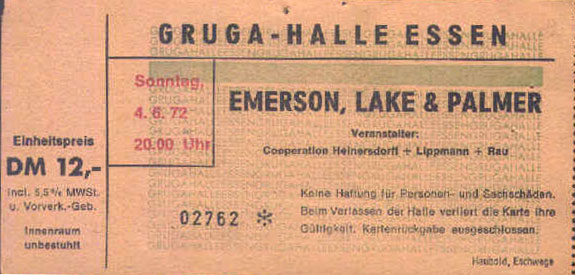 GRUGA-HALLE ESSEN
Sonntag,
4.6.72
20.00 Uhr
EMERSON, LAKE & PALMER
Veranstalter:
Cooperation Heinersdorff + Lippmann + Rau
Einheitspreis
DM 12,-
incl. 5,5% MWSt.
u. Vorverk.-Geb.
Innenraum
unbestuhlt
Keine Haftung für Personen- und Sachschäden.
Beim Verlassen der Halle verliert die Karte ihre
Gültigkeit. Kartenrückgabe ausgeschlossen.
02762 *
Haubold, Eschwege